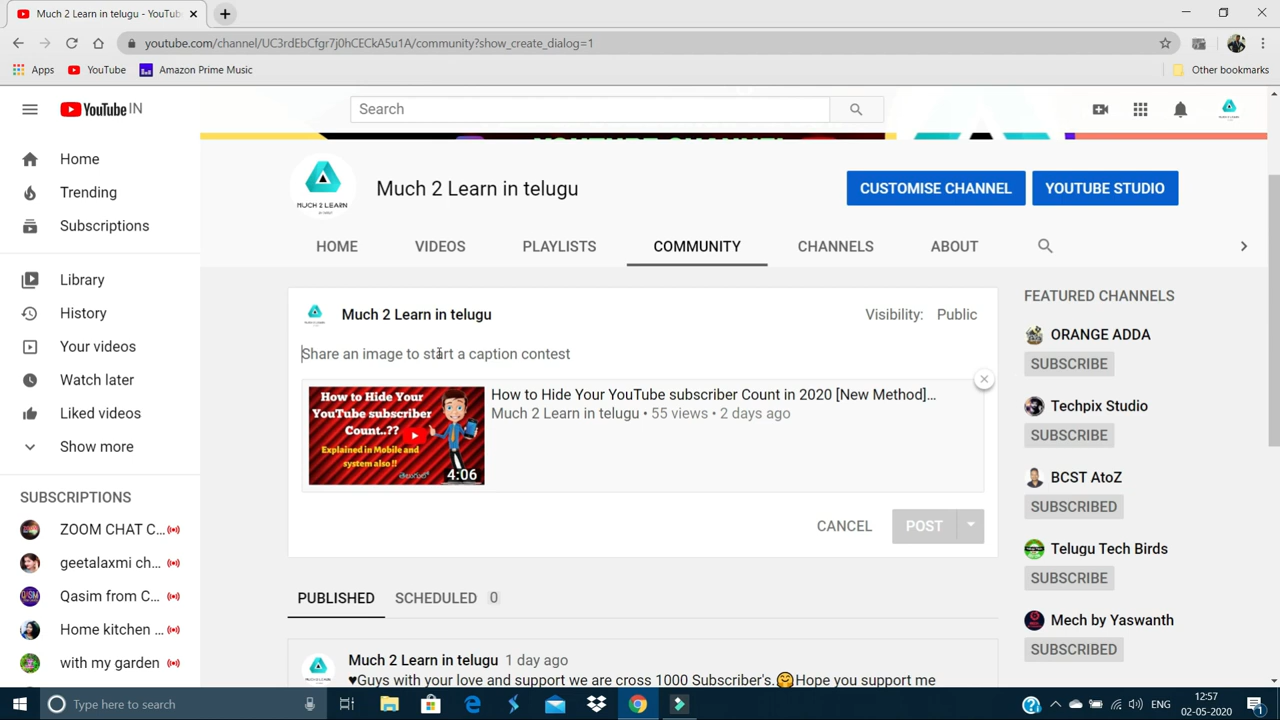 Much 2 Learn in telugu - YouTub
youtube.com/channel/UC3rdEbCfgr7j0hCECkA5u1A/community?show_create_dialog=1
Apps
YouTube
Amazon Prime Music
Other bookmarks
YouTube IN
Search
Home
Trending
Subscriptions
Library
History
Your videos
Watch later
Liked videos
Show more
SUBSCRIPTIONS
ZOOM CHAT C...
geetalaxmi ch...
Qasim from C...
Home kitchen ...
with my garden
MUCH 2 LEARN
Much 2 Learn in telugu
CUSTOMISE CHANNEL
YOUTUBE STUDIO
HOME
VIDEOS
PLAYLISTS
COMMUNITY
CHANNELS
ABOUT
Much 2 Learn in telugu
Visibility: Public
Share an image to start a caption contest
How to Hide Your
YouTube subscriber
Count..??
Explained in Mobile and
system also !!
4:06
How to Hide Your YouTube subscriber Count in 2020 [New Method]...
Much 2 Learn in telugu • 55 views • 2 days ago
CANCEL
POST
PUBLISHED
SCHEDULED 0
Much 2 Learn in telugu 1 day ago
♥Guys with your love and support we are cross 1000 Subscriber's.🤗Hope you support me
FEATURED CHANNELS
ORANGE ADDA
SUBSCRIBE
Techpix Studio
SUBSCRIBE
BCST AtoZ
SUBSCRIBED
Telugu Tech Birds
SUBSCRIBE
Mech by Yaswanth
SUBSCRIBED
Type here to search
ENG
12:57
02-05-2020
1